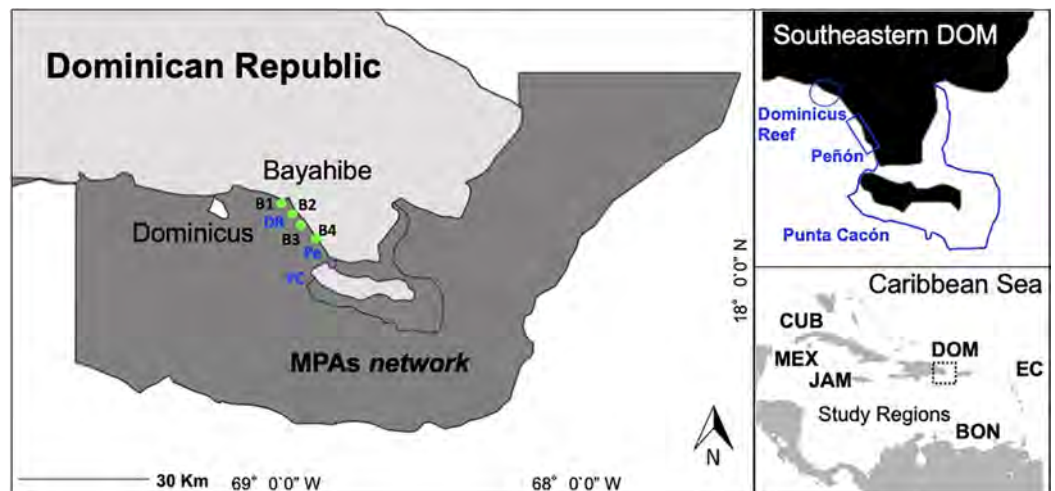 Dominican Republic
Bayahibe
B1
B2
DR
Dominicus
B3
B4
Pe
PC
MPAs network
N
30 Km
69° 0'0" W
68° 0'0" W
18° 0'0" N
Southeastern DOM
Dominicus
Reef
Peñón
Punta Cacón
Caribbean Sea
CUB
MEX
DOM
JAM
EC
Study Regions
BON